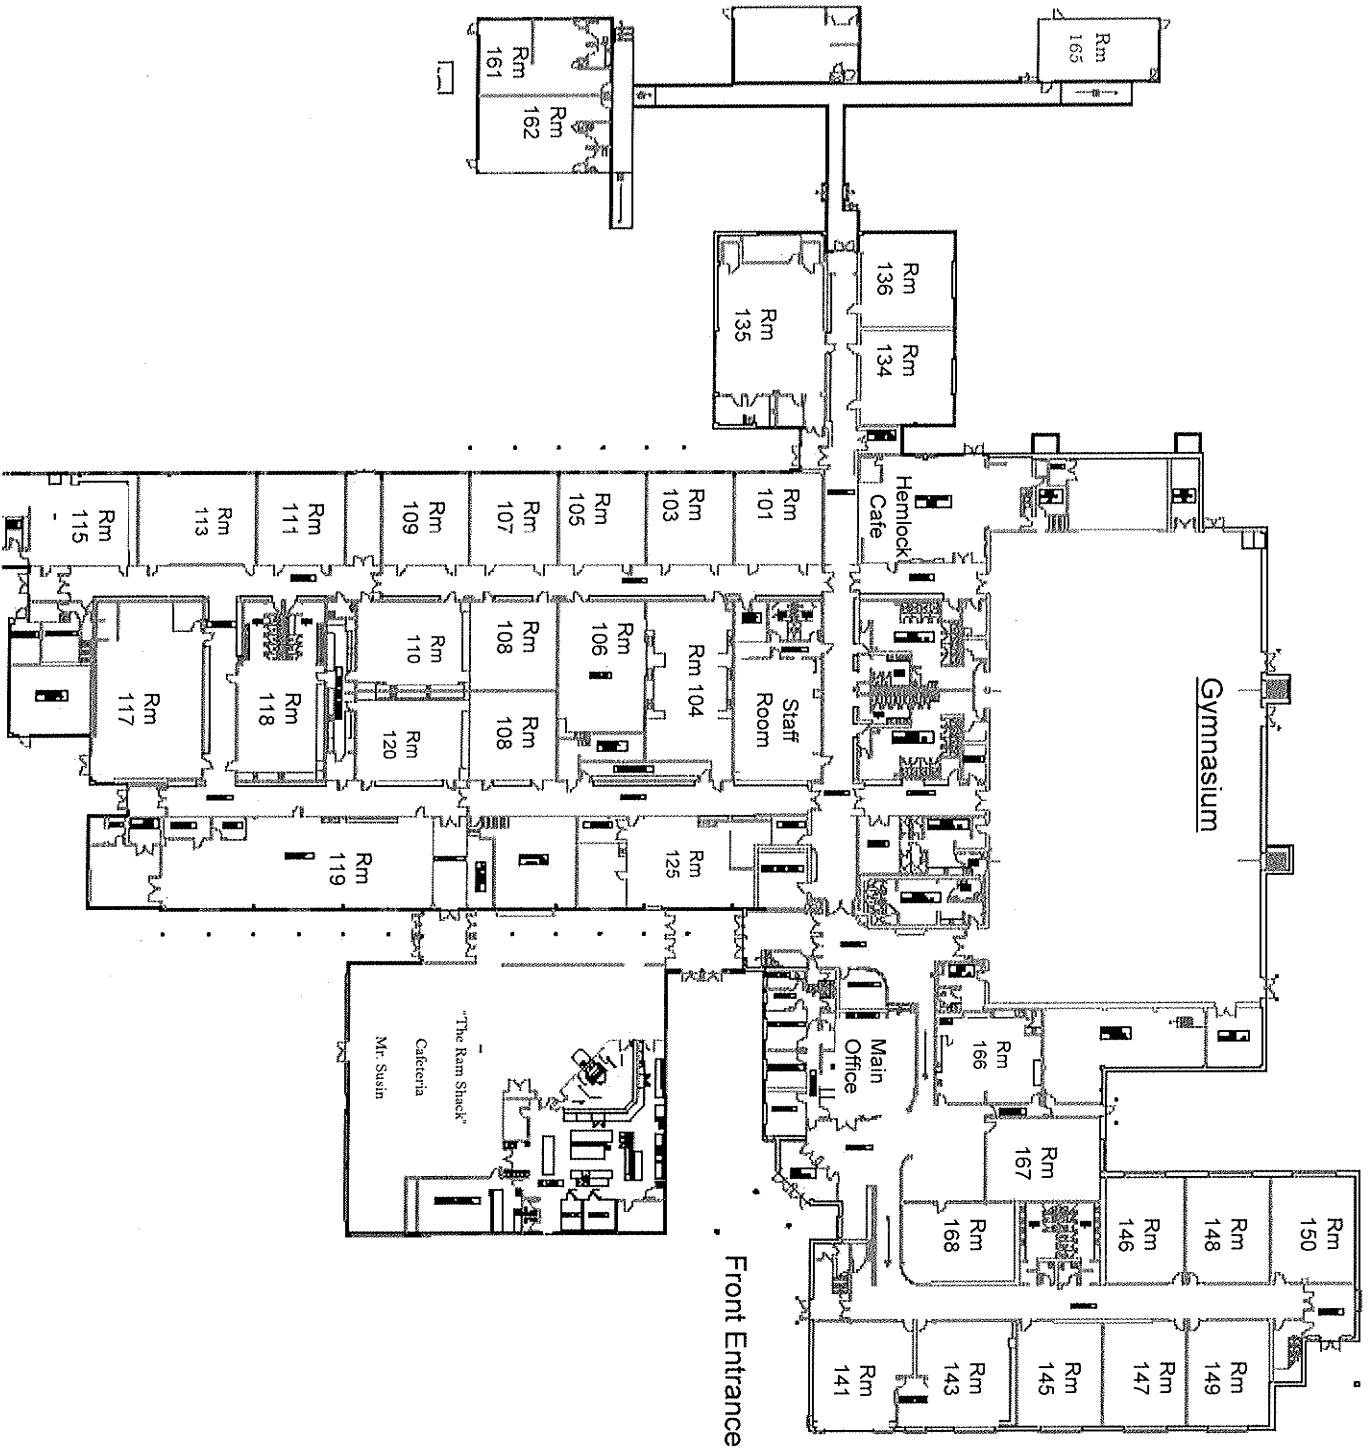 Rm
161
Rm
162
Rm
165
Rm
136
Rm
134
Rm
135
Hemlock
Cafe
Gymnasium
Rm
115
Rm
113
Rm
111
Rm
109
Rm
107
Rm
105
Rm
103
Rm
101
Rm
117
Rm
118
Rm
110
Rm
120
Rm
108
Rm
108
Rm
106
Rm 104
Staff
Room
Rm
119
Rm
125
"The Ram Shack"
Cafeteria
Mr. Susin
Main
Office
Rm
166
Rm
167
Rm
168
Rm
146
Rm
148
Rm
150
Rm
141
Rm
143
Rm
145
Rm
147
Rm
149
Front Entrance